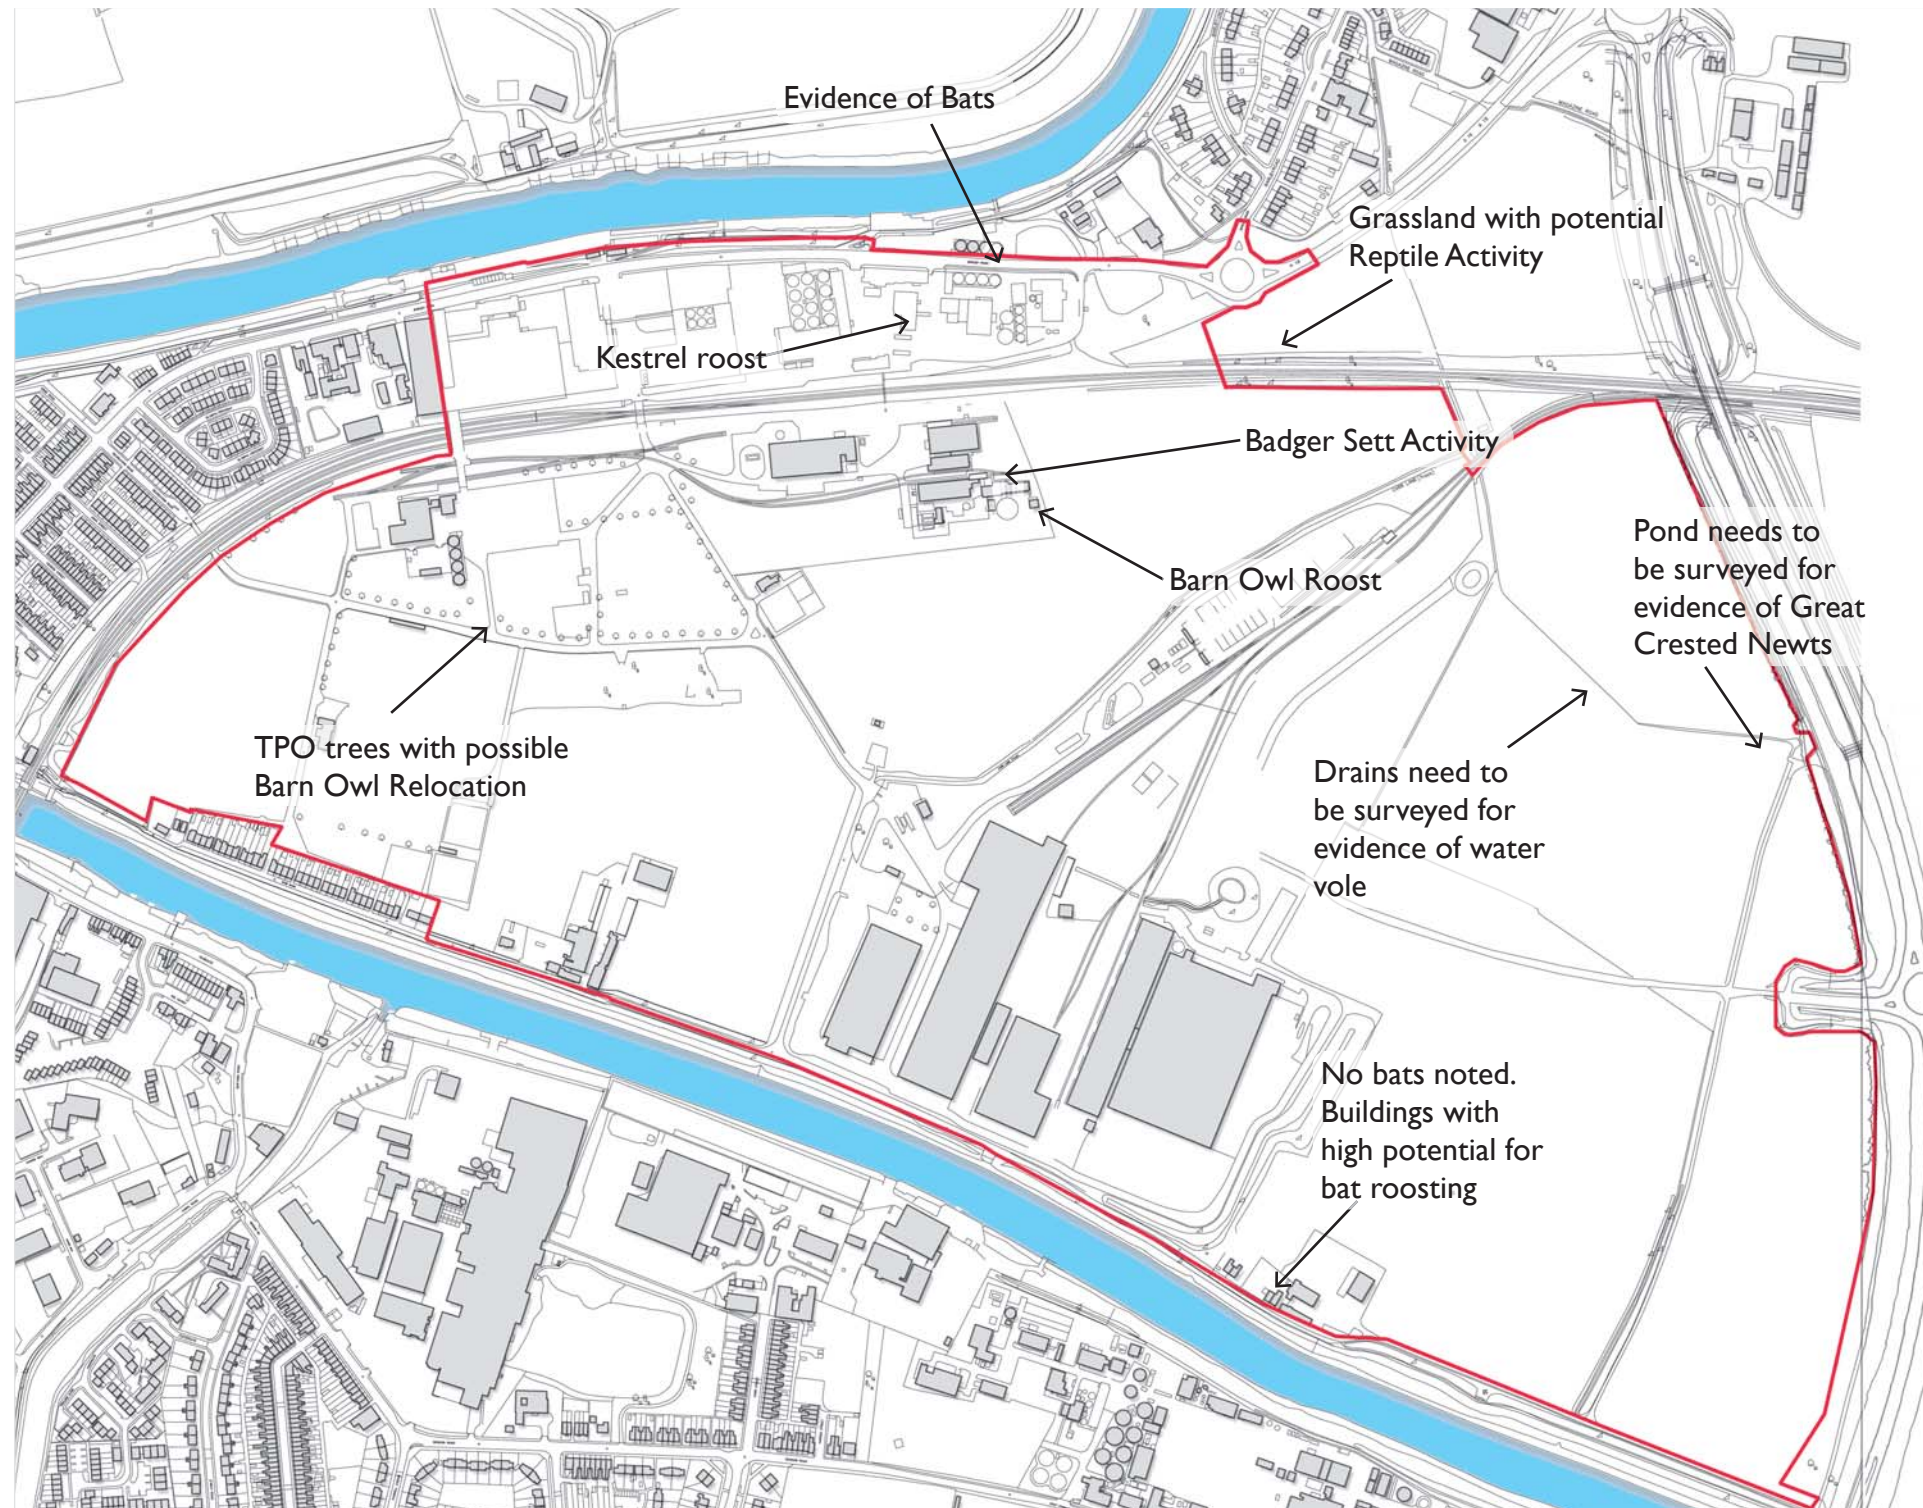 Evidence of Bats
Grassland with potential
Reptile Activity
Kestrel roost
Badger Sett Activity
Pond needs to
be surveyed for
evidence of Great
Crested Newts
Barn Owl Roost
TPO trees with possible
Barn Owl Relocation
Drains need to
be surveyed for
evidence of water
vole
No bats noted.
Buildings with
high potential for
bat roosting